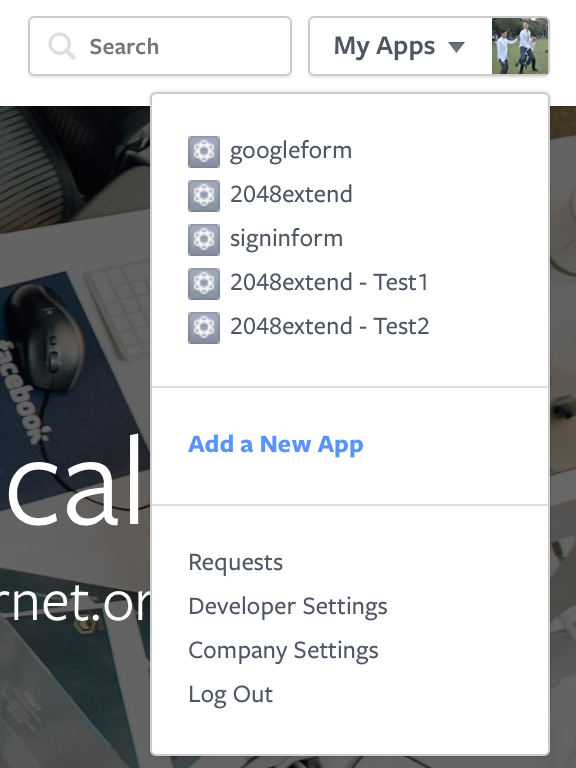 Search
My Apps
googleform
2048extend
signinform
2048extend - Test1
2048extend - Test2
Add a New App
Requests
Developer Settings
Company Settings
Log Out
facebook
cal
rnet.or